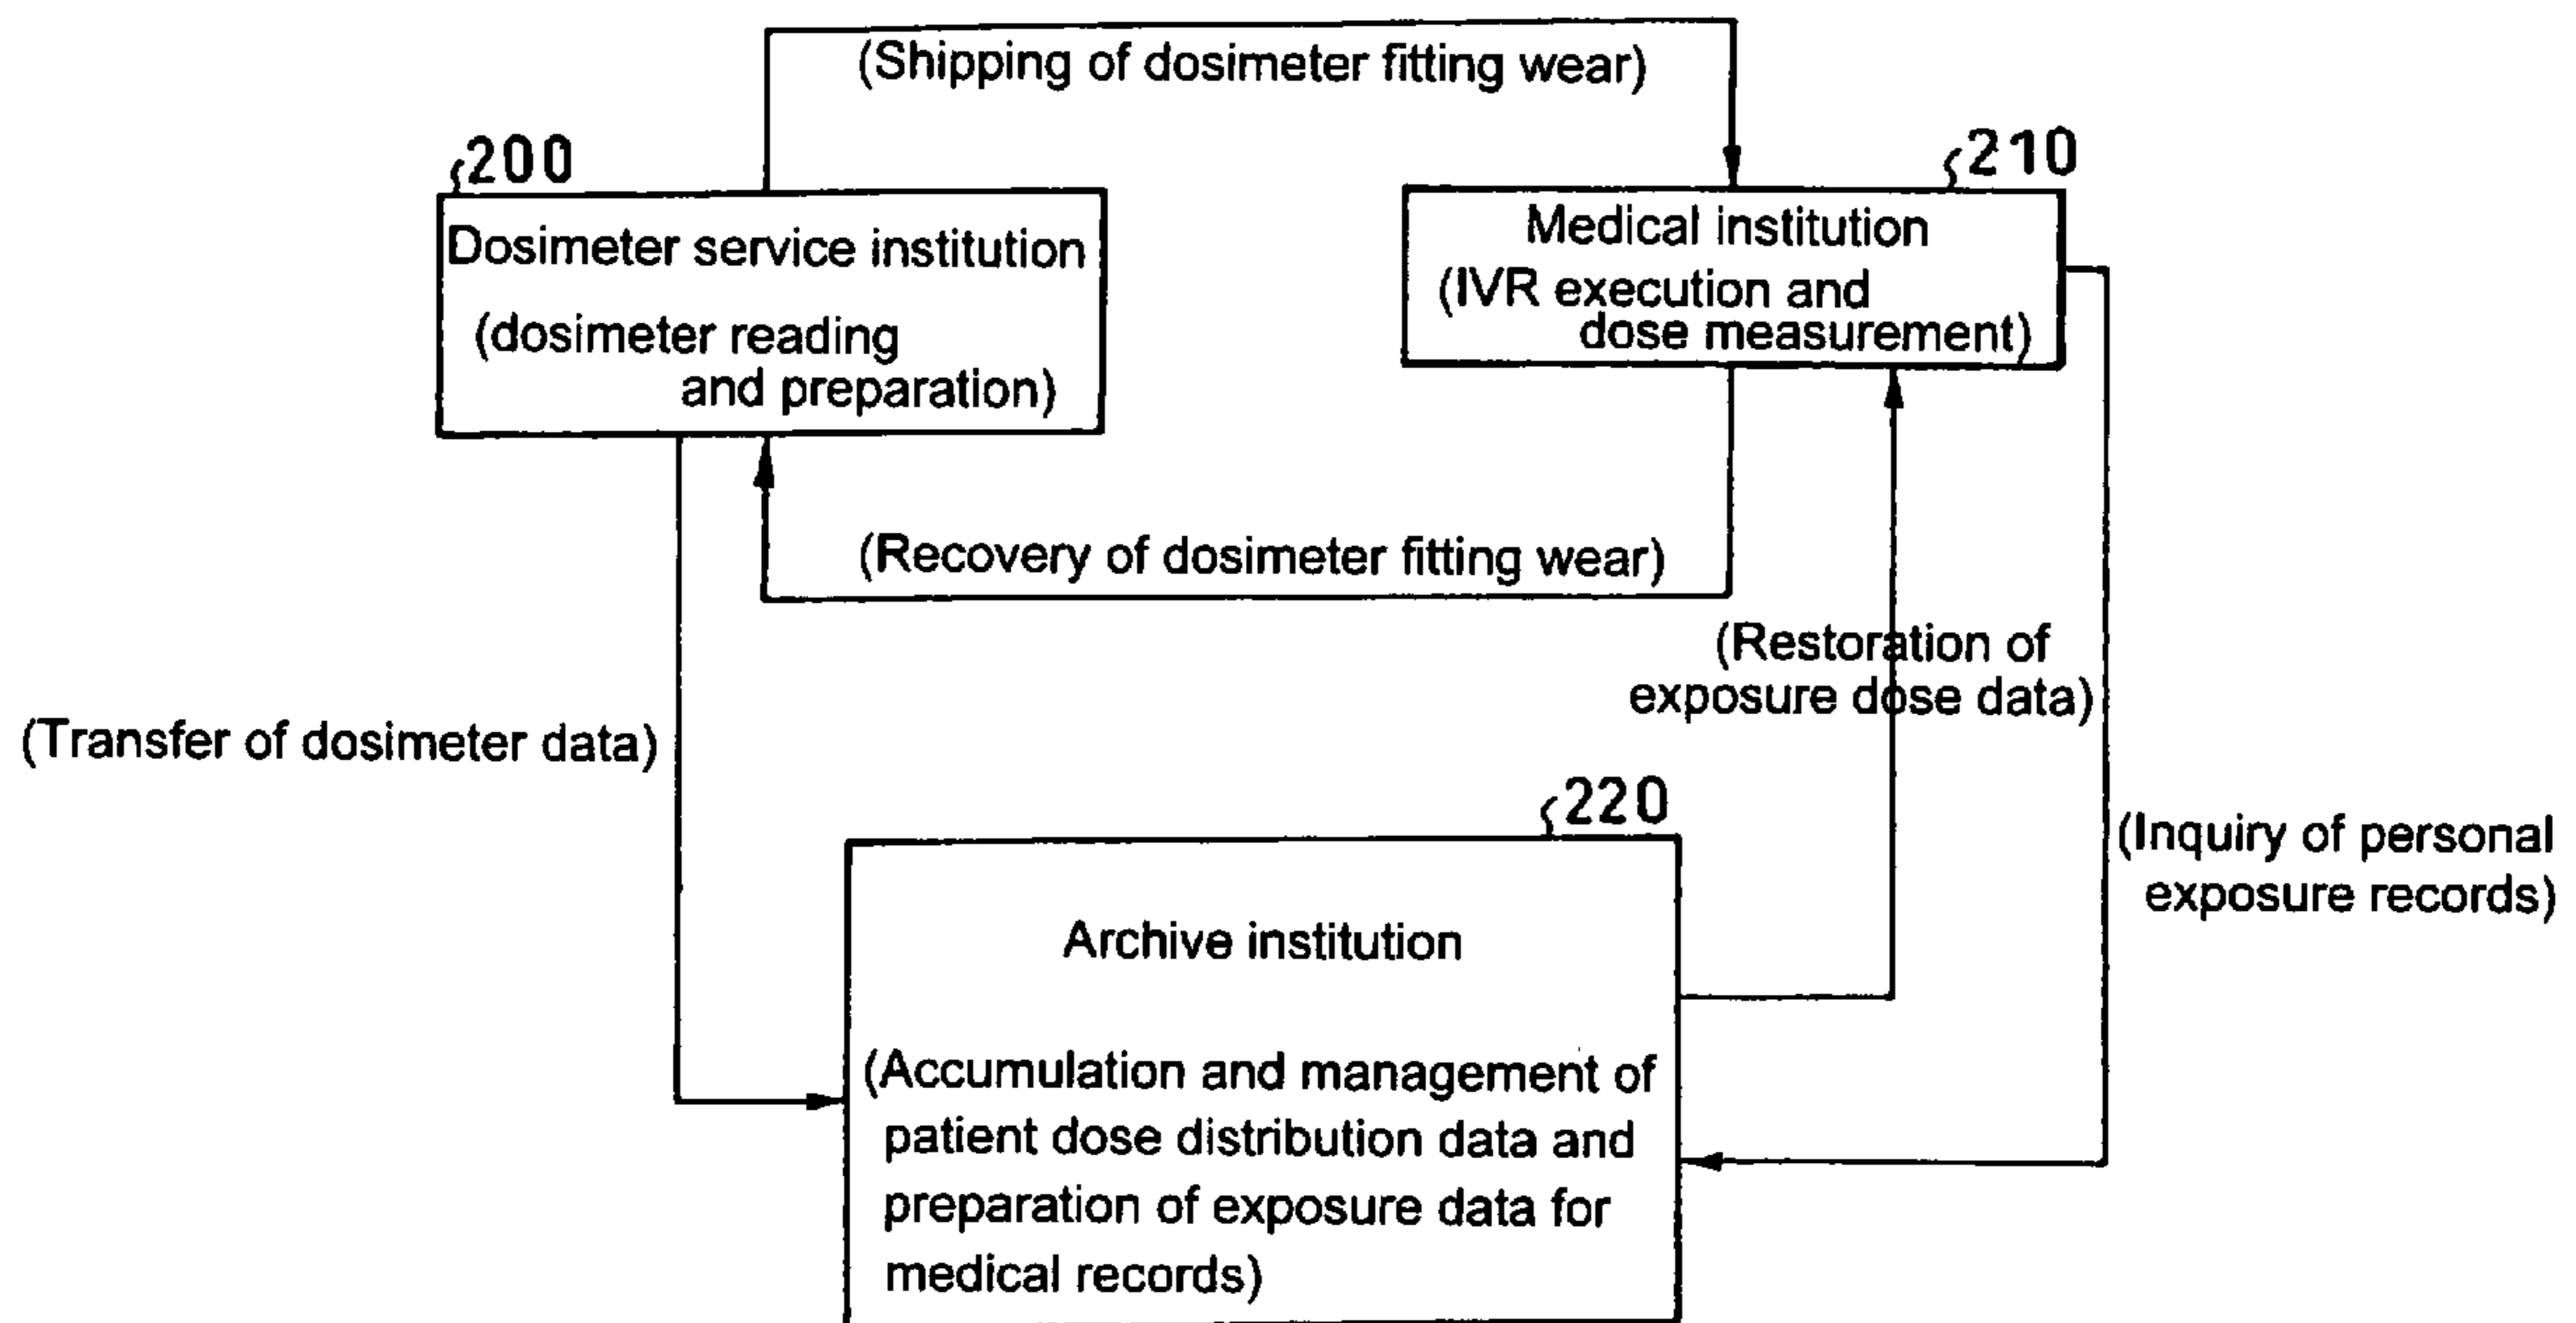 (Shipping of dosimeter fitting wear)
200
210
Dosimeter service institution
(dosimeter reading
and preparation)
Medical institution
(IVR execution and
dose measurement)
(Recovery of dosimeter fitting wear)
(Restoration of
exposure dose data)
(Transfer of dosimeter data)
220
(Inquiry of personal
exposure records)
Archive institution
(Accumulation and management of
patient dose distribution data and
preparation of exposure data for
medical records)